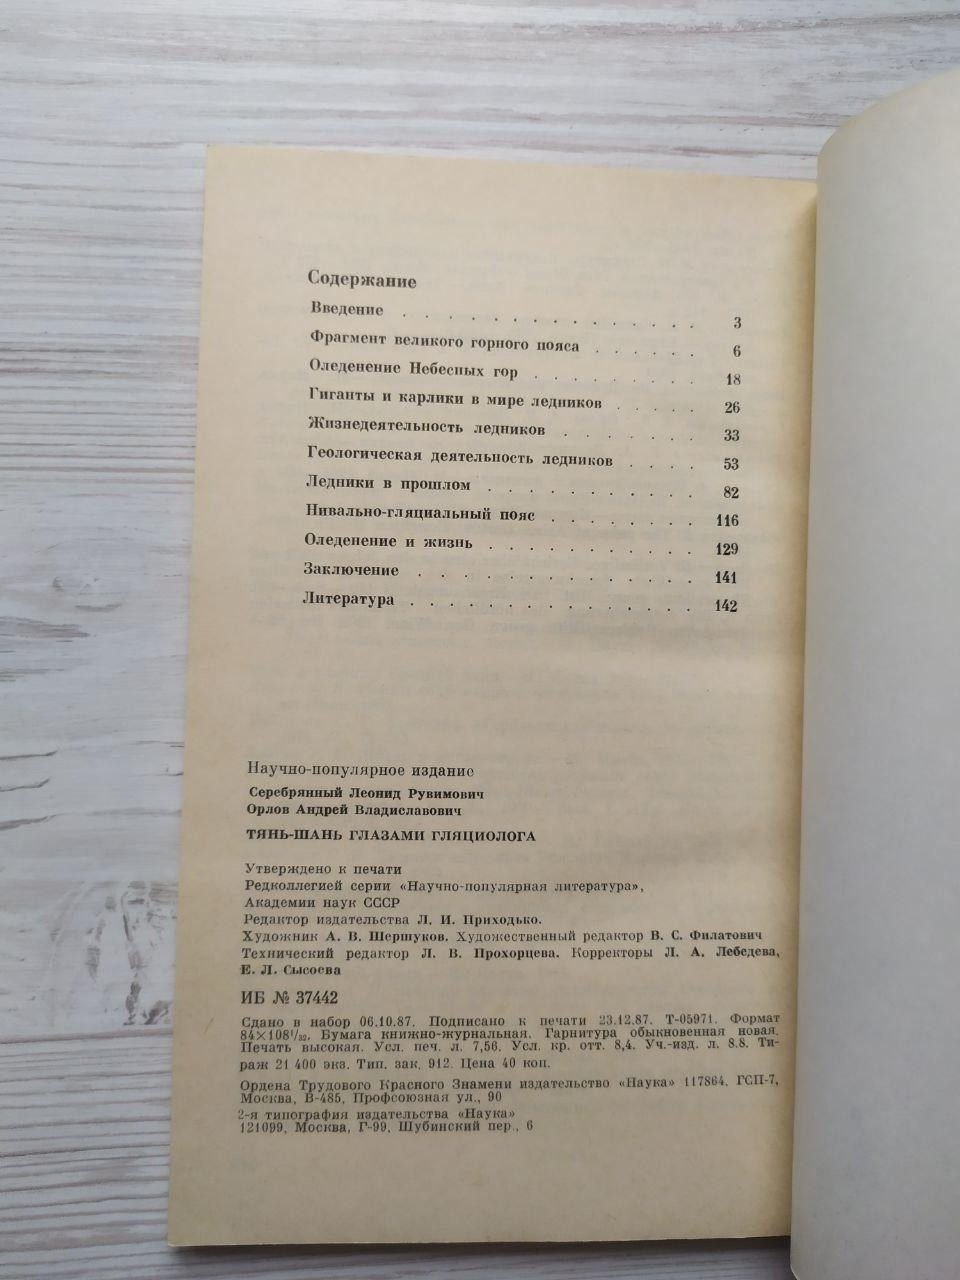 Содержание
Введение . . . . . . . . . . . . . . 3
Фрагмент великого горного пояса . . . . . . 6
Оледенение Небесных гор . . . . . . . . 18
Гиганты и карлики в мире ледников . . . . . 26
Жизнедеятельность ледников . . . . . . . 33
Геологическая деятельность ледников . . . . 53
Ледники в прошлом . . . . . . . . . . 82
Нивально-гляциальный пояс . . . . . . . 116
Оледенение и жизнь . . . . . . . . . . 129
Заключение . . . . . . . . . . . . 141
Литература . . . . . . . . . . . . . 142
Научно-популярное издание
Серебрянный Леонид Рувимович
Орлов Андрей Владиславович
ТЯНЬ-ШАНЬ ГЛАЗАМИ ГЛЯЦИОЛОГА
Утверждено к печати
Редколлегией серии «Научно-популярная литература»,
Академии наук СССР
Редактор издательства Л. И. Приходько.
Художник А. В. Шершуков. Художественный редактор В. С. Филатович
Технический редактор Л. В. Прохорцева. Корректоры Л. А. Лебедева,
Е. Л. Сысоева
ИБ № 37442
Сдано в набор 06.10.87. Подписано к печати 23.12.87. Т-05971. Формат
84×108¹/₃₂. Бумага книжно-журнальная. Гарнитура обыкновенная новая.
Печать высокая. Усл. печ. л. 7,56. Усл. кр. отт. 8,4. Уч.-изд. л. 8.8. Ти-
раж 21 400 экз. Тип. зак. 912. Цена 40 коп.
Ордена Трудового Красного Знамени издательство «Наука» 117864, ГСП-7,
Москва, В-485, Профсоюзная ул., 90
2-я типография издательства «Наука»
121099, Москва, Г-99, Шубинский пер., 6